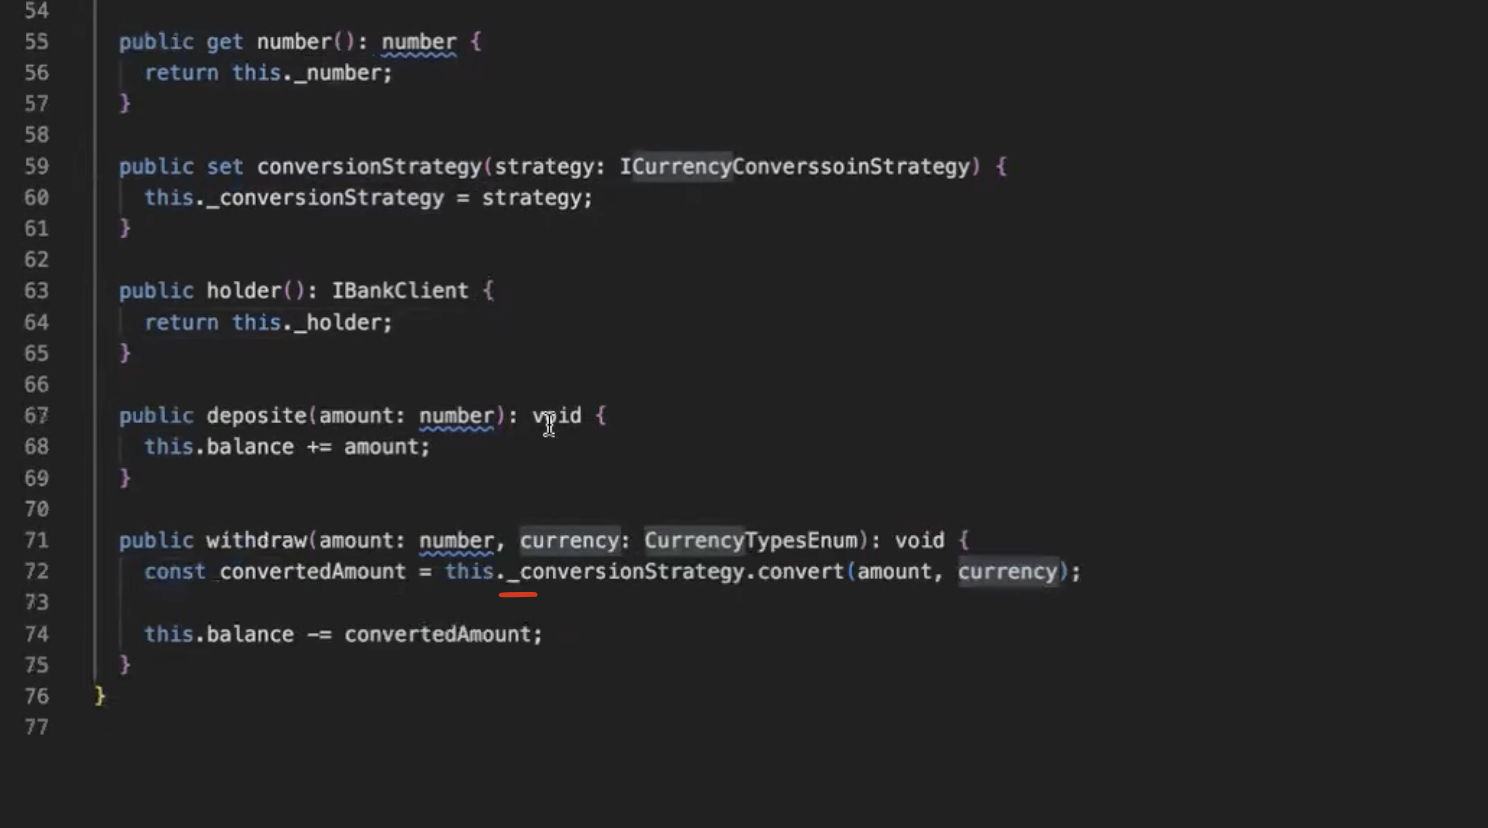 54
55 public get number(): number {
56 return this._number;
57 }
58
59 public set conversionStrategy(strategy: ICurrencyConverssoinStrategy) {
60 this._conversionStrategy = strategy;
61 }
62
63 public holder(): IBankClient {
64 return this._holder;
65 }
66
67 public deposite(amount: number): void {
68 this.balance += amount;
69 }
70
71 public withdraw(amount: number, currency: CurrencyTypesEnum): void {
72 const convertedAmount = this._conversionStrategy.convert(amount, currency);
73
74 this.balance -= convertedAmount;
75 }
76 }
77